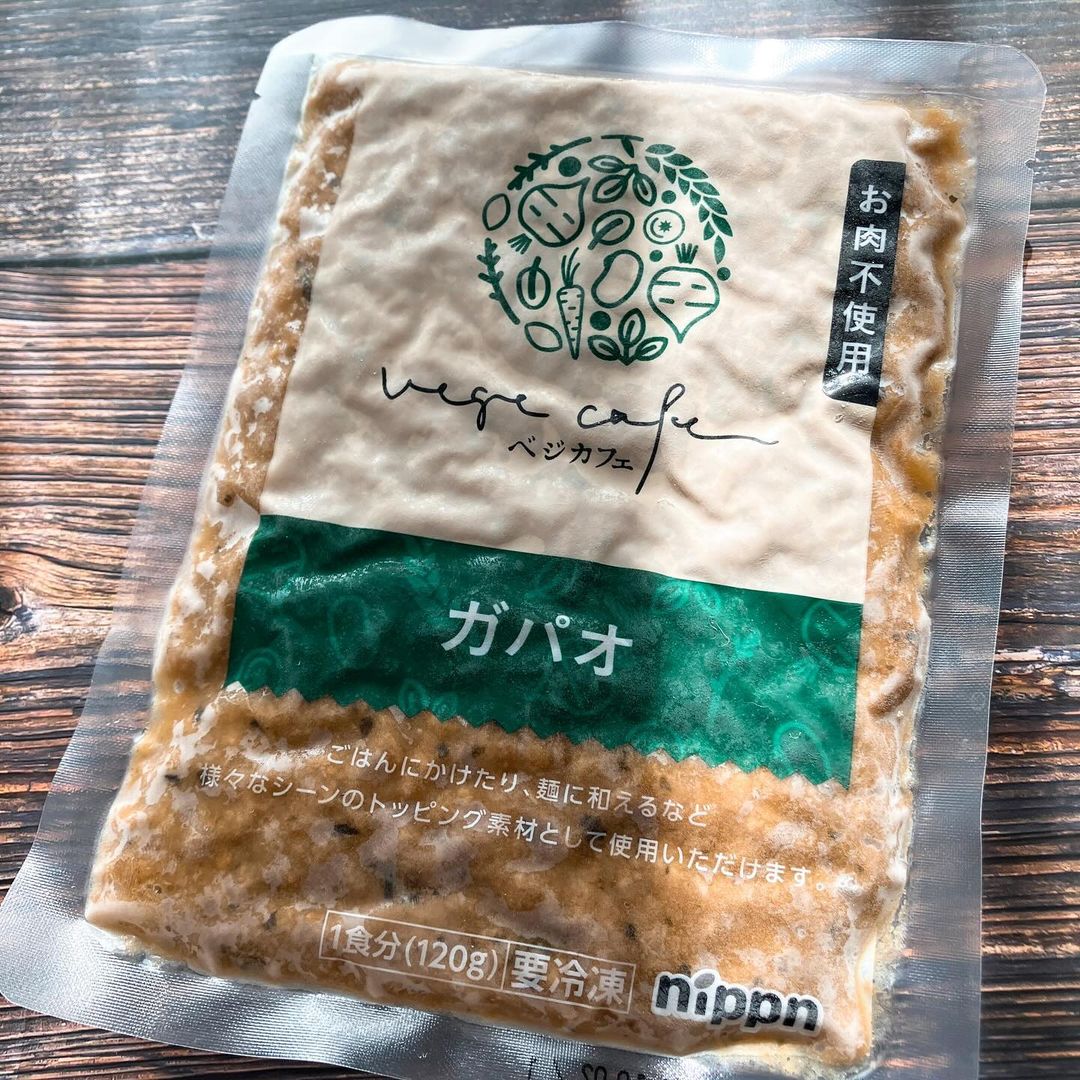 お肉不使用
vege cafe
ベジカフェ
ガパオ
ごはんにかけたり、麺に和えるなど
様々なシーンのトッピング素材として使用いただけます。
1食分(120g) 要冷凍
nippn